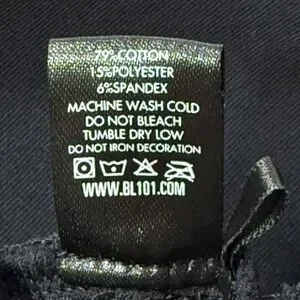 79% COTTON
15%POLYESTER
6%SPANDEX
MACHINE WASH COLD
DO NOT BLEACH
TUMBLE DRY LOW
DO NOT IRON DECORATION
WWW.BL101.COM